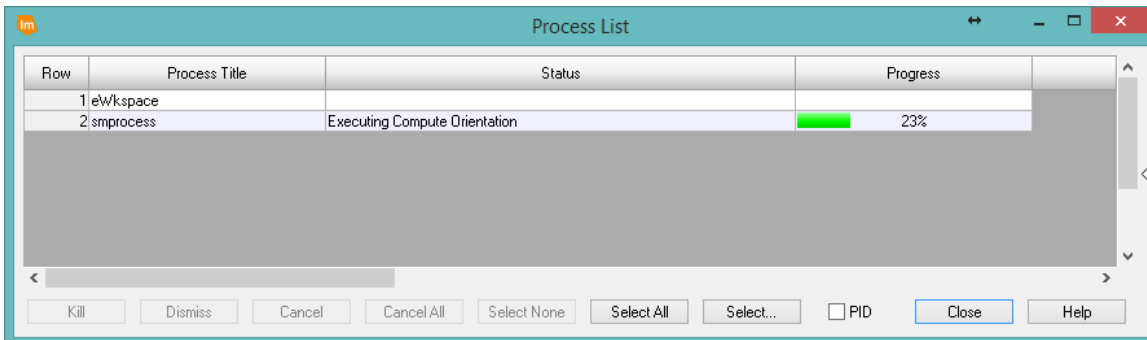 Im Process List
Row Process Title Status Progress
1 eWkspace
2 smprocess Executing Compute Orientation 23%
Kill Dismiss Cancel Cancel All Select None Select All Select... PID Close Help